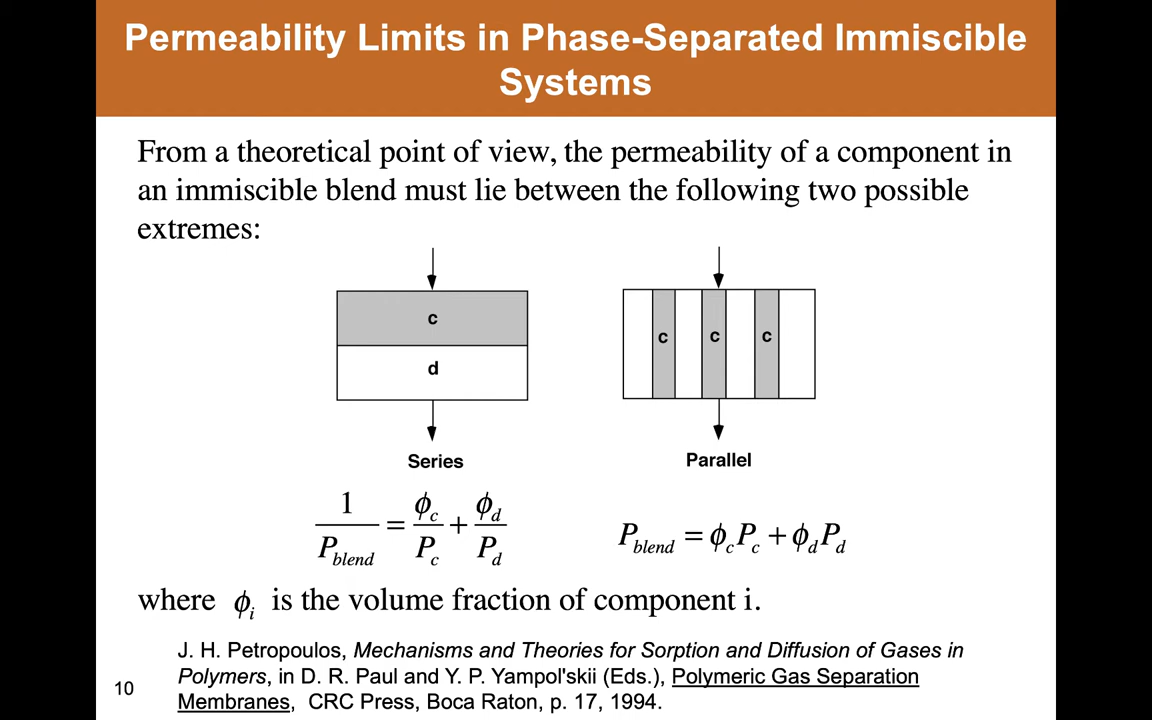 Permeability Limits in Phase-Separated Immiscible
Systems
From a theoretical point of view, the permeability of a component in
an immiscible blend must lie between the following two possible
extremes:
c
d
Series
c c c
Parallel
1/P_blend = ϕ_c/P_c + ϕ_d/P_d
P_blend = ϕ_c P_c + ϕ_d P_d
where ϕ_i is the volume fraction of component i.
J. H. Petropoulos, Mechanisms and Theories for Sorption and Diffusion of Gases in
Polymers, in D. R. Paul and Y. P. Yampol'skii (Eds.), Polymeric Gas Separation
Membranes, CRC Press, Boca Raton, p. 17, 1994.
10